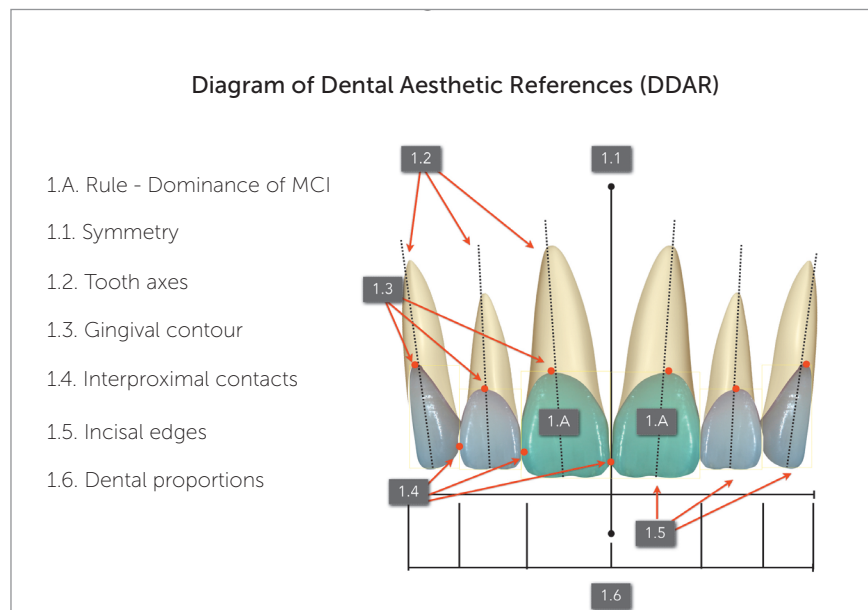 Diagram of Dental Aesthetic References (DDAR)
1.A. Rule - Dominance of MCI
1.1. Symmetry
1.2. Tooth axes
1.3. Gingival contour
1.4. Interproximal contacts
1.5. Incisal edges
1.6. Dental proportions
1.2
1.1
1.3
1.A
1.A
1.4
1.5
1.6